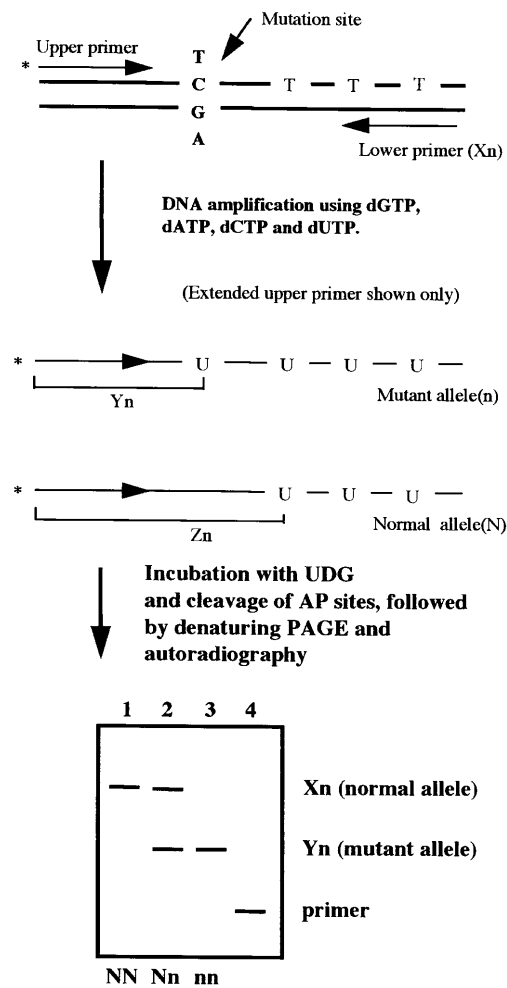 Mutation site
Upper primer
*
T
C T T T
G
A
Lower primer (Xn)
DNA amplification using dGTP,
dATP, dCTP and dUTP.
(Extended upper primer shown only)
* U U U U
Yn
Mutant allele(n)
* U U U
Zn
Normal allele(N)
Incubation with UDG
and cleavage of AP sites, followed
by denaturing PAGE and
autoradiography
1 2 3 4
Xn (normal allele)
Yn (mutant allele)
primer
NN Nn nn